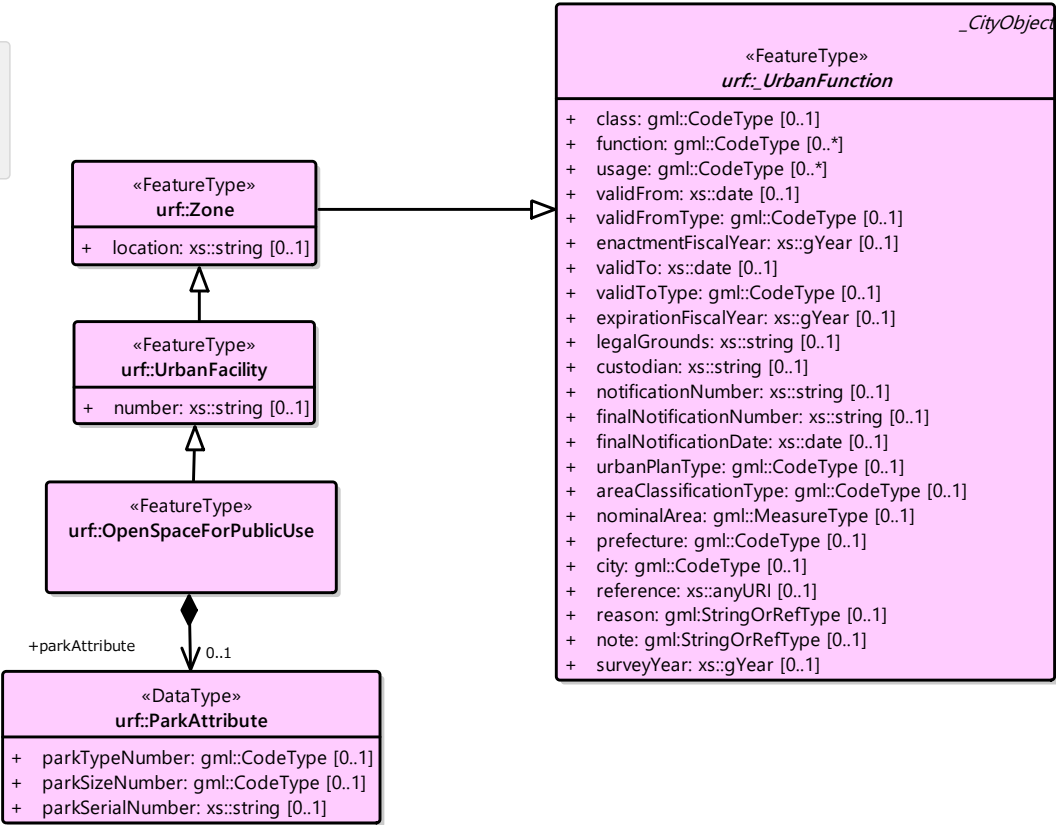 _CityObject
«FeatureType»
urf::_UrbanFunction
+ class: gml::CodeType [0..1]
+ function: gml::CodeType [0..*]
+ usage: gml::CodeType [0..*]
+ validFrom: xs::date [0..1]
+ validFromType: gml::CodeType [0..1]
+ enactmentFiscalYear: xs::gYear [0..1]
+ validTo: xs::date [0..1]
+ validToType: gml::CodeType [0..1]
+ expirationFiscalYear: xs::gYear [0..1]
+ legalGrounds: xs::string [0..1]
+ custodian: xs::string [0..1]
+ notificationNumber: xs::string [0..1]
+ finalNotificationNumber: xs::string [0..1]
+ finalNotificationDate: xs::date [0..1]
+ urbanPlanType: gml::CodeType [0..1]
+ areaClassificationType: gml::CodeType [0..1]
+ nominalArea: gml::MeasureType [0..1]
+ prefecture: gml::CodeType [0..1]
+ city: gml::CodeType [0..1]
+ reference: xs::anyURI [0..1]
+ reason: gml:StringOrRefType [0..1]
+ note: gml:StringOrRefType [0..1]
+ surveyYear: xs::gYear [0..1]
«FeatureType»
urf::Zone
+ location: xs::string [0..1]
«FeatureType»
urf::UrbanFacility
+ number: xs::string [0..1]
«FeatureType»
urf::OpenSpaceForPublicUse
+parkAttribute
0..1
«DataType»
urf::ParkAttribute
+ parkTypeNumber: gml::CodeType [0..1]
+ parkSizeNumber: gml::CodeType [0..1]
+ parkSerialNumber: xs::string [0..1]